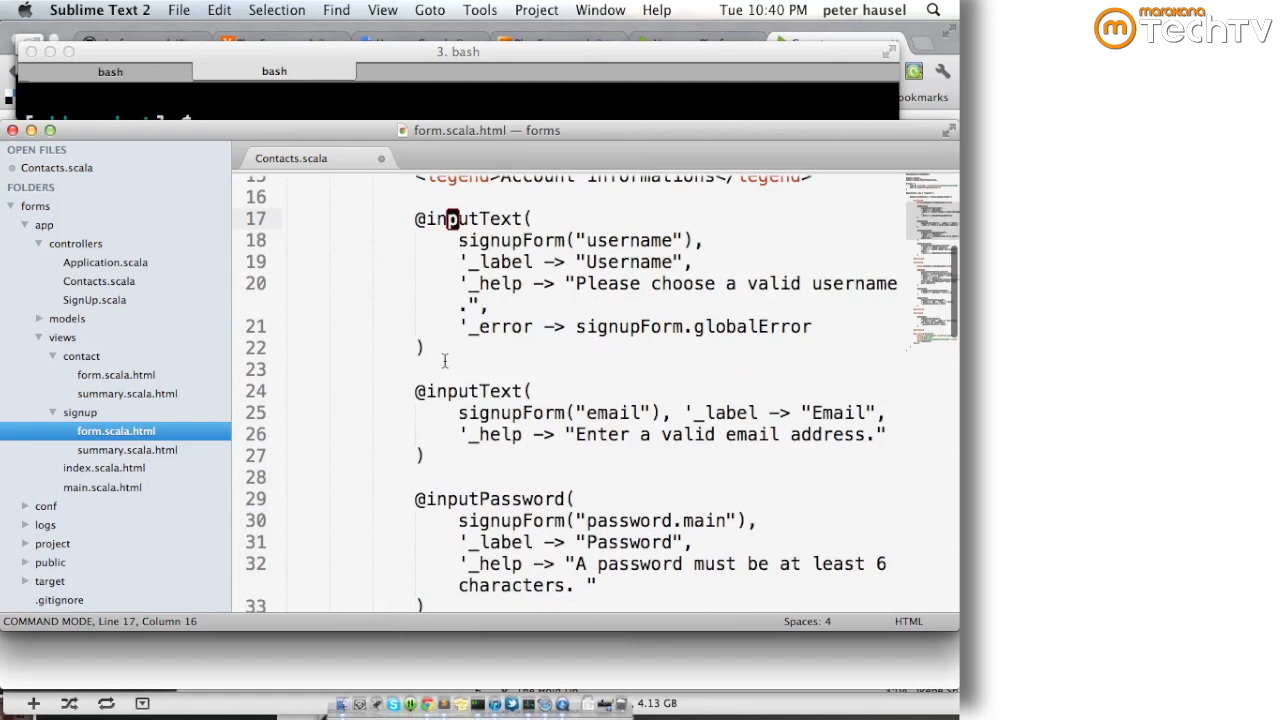 Sublime Text 2 File Edit Selection Find View Goto Tools Project Window Help Tue 10:40 PM peter hausel
marakana
TechTV
3. bash
bash bash
ookmarks
form.scala.html — forms
OPEN FILES
Contacts.scala
FOLDERS
forms
app
controllers
Application.scala
Contacts.scala
SignUp.scala
models
views
contact
form.scala.html
summary.scala.html
signup
form.scala.html
summary.scala.html
index.scala.html
main.scala.html
conf
logs
project
public
target
.gitignore
Contacts.scala
15 <legend>Account informations</legend>
16
17 @inputText(
18 signupForm("username"),
19 '_label -> "Username",
20 '_help -> "Please choose a valid username
.",
21 '_error -> signupForm.globalError
22 )
23
24 @inputText(
25 signupForm("email"), '_label -> "Email",
26 '_help -> "Enter a valid email address."
27 )
28
29 @inputPassword(
30 signupForm("password.main"),
31 '_label -> "Password",
32 '_help -> "A password must be at least 6
characters. "
33 )
COMMAND MODE, Line 17, Column 16 Spaces: 4 HTML
4.13 GB